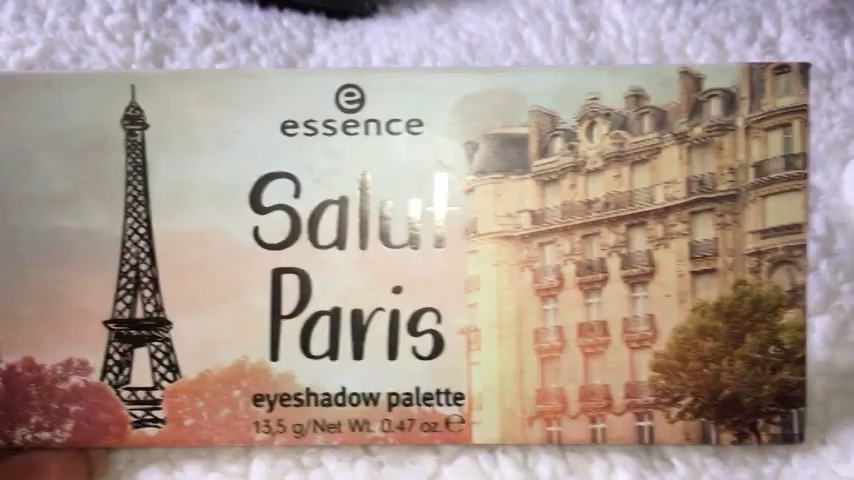 e
essence
Salut
Paris
eyeshadow palette
13,5 g/Net Wt. 0.47 oz. ℮